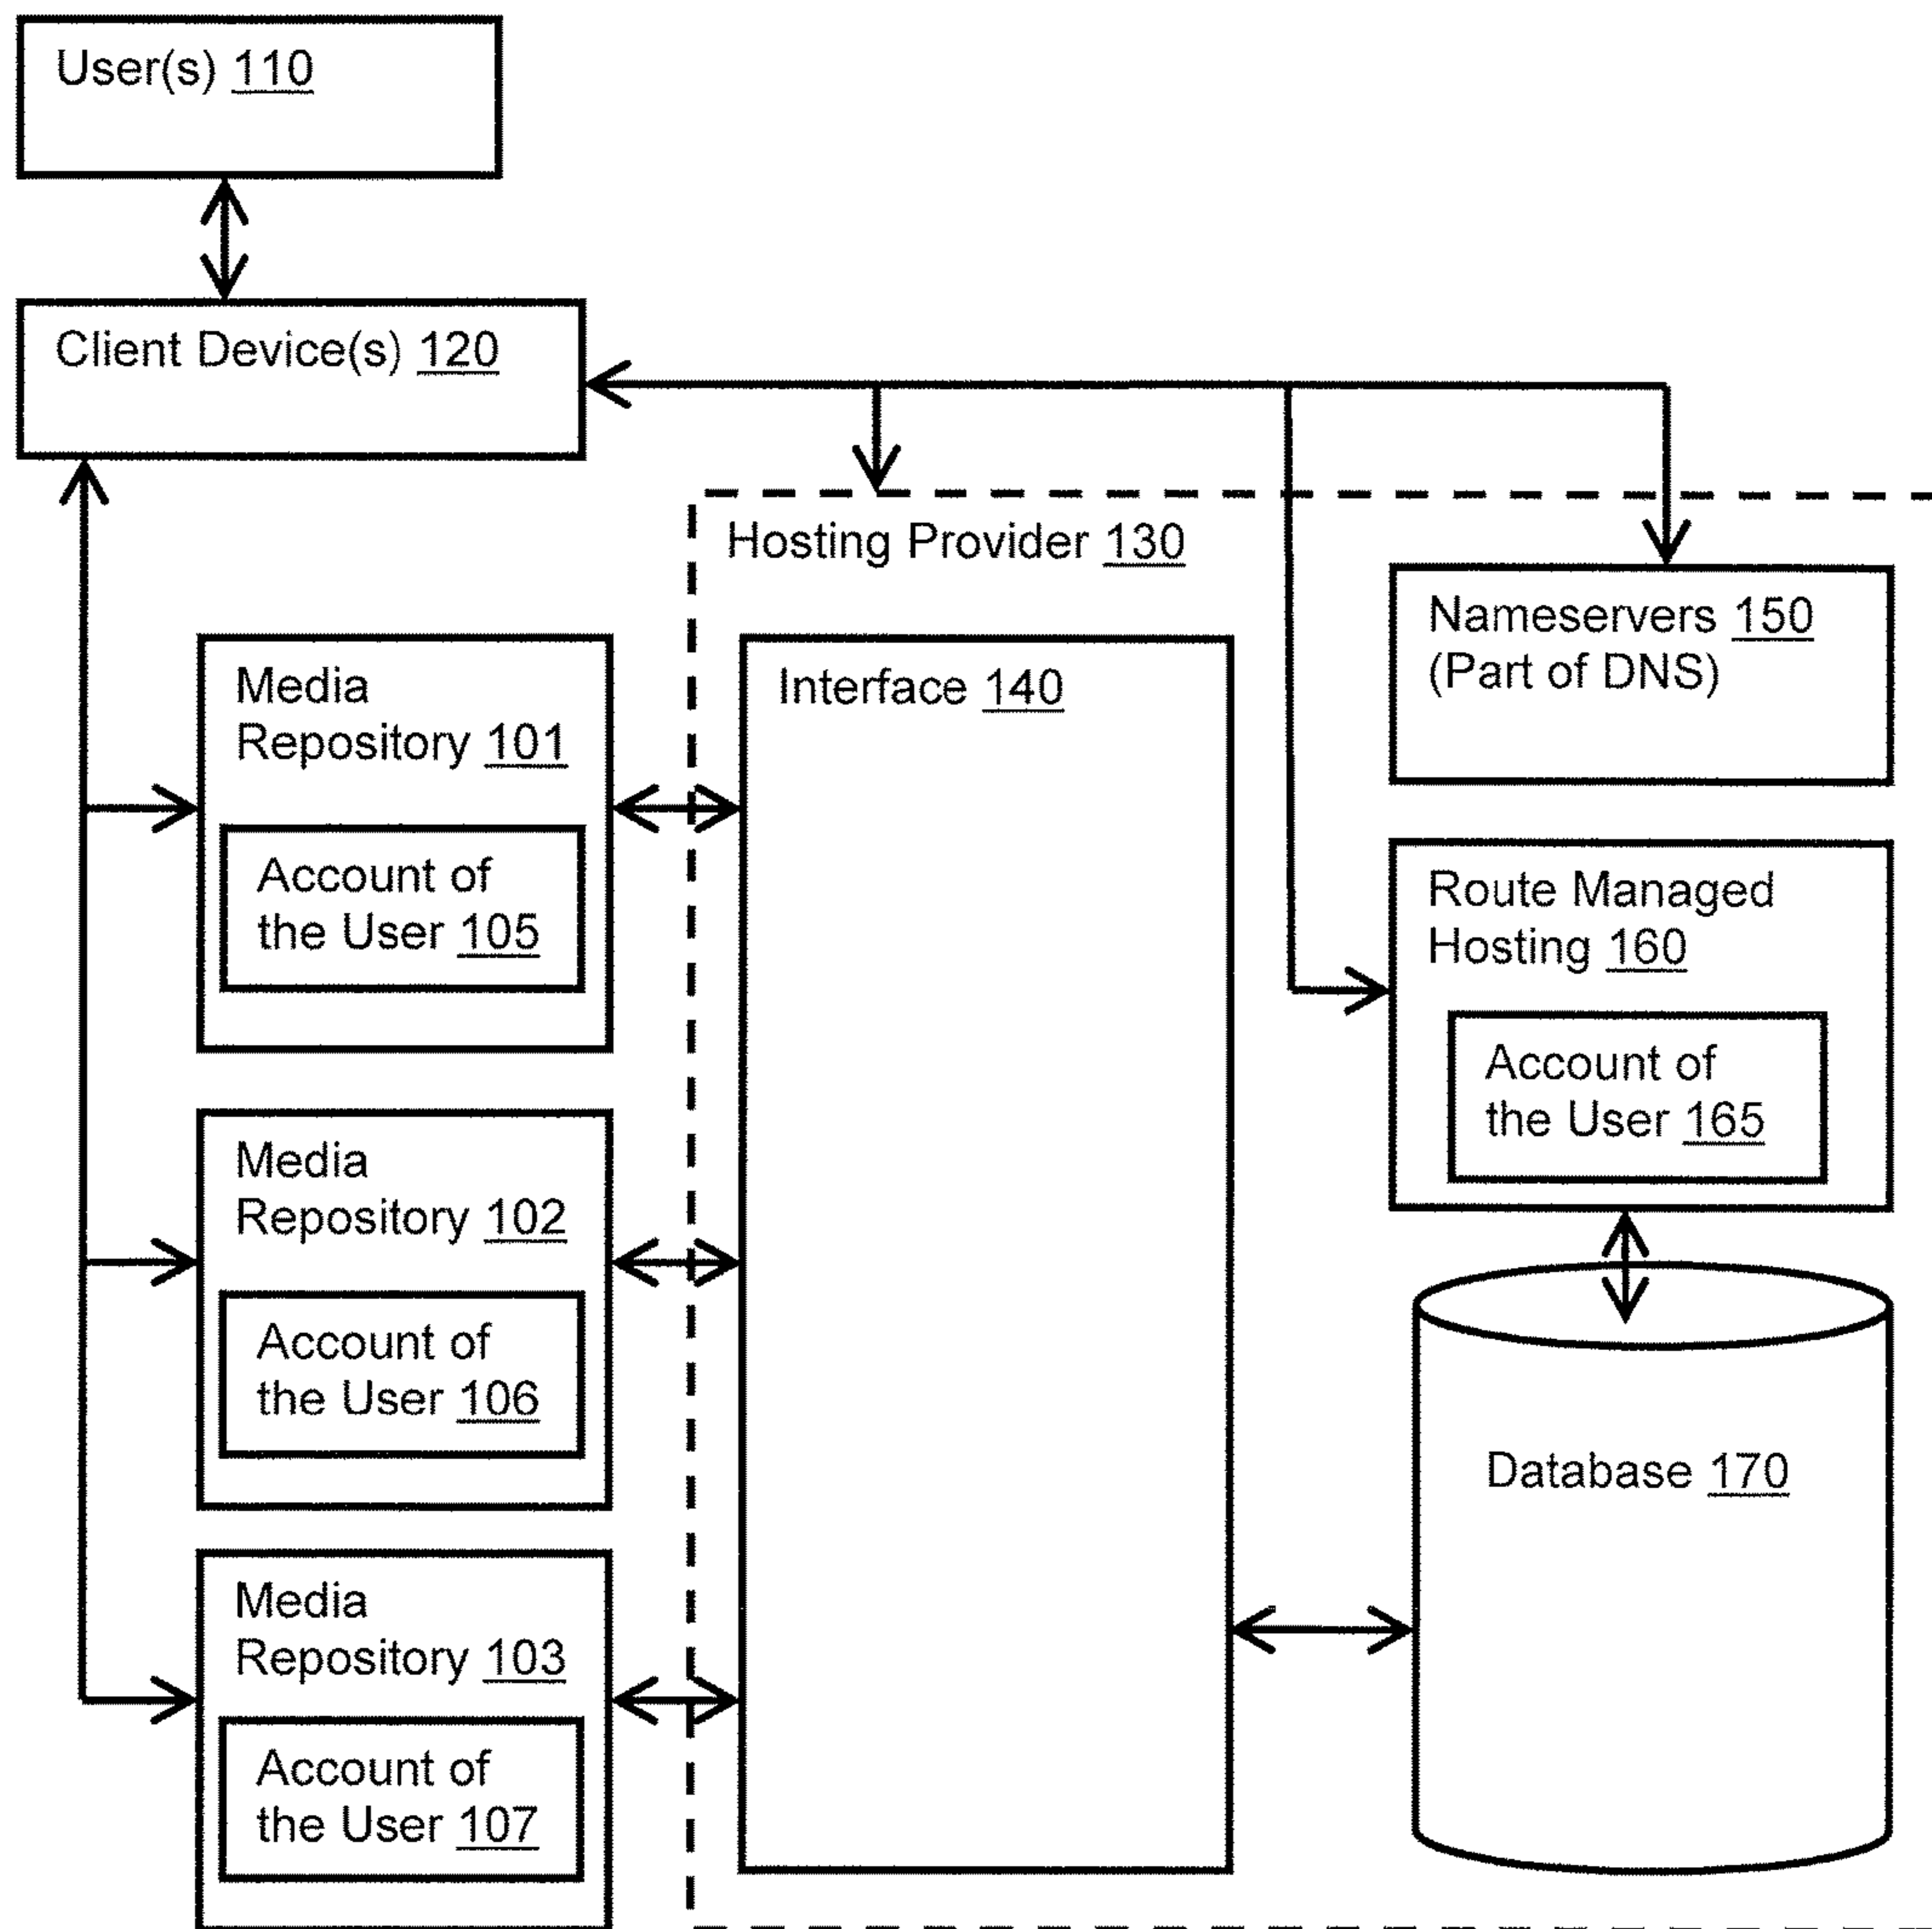 User(s) 110
Client Device(s) 120
Hosting Provider 130
Nameservers 150
(Part of DNS)
Media
Repository 101
Account of
the User 105
Interface 140
Route Managed
Hosting 160
Account of
the User 165
Media
Repository 102
Account of
the User 106
Database 170
Media
Repository 103
Account of
the User 107